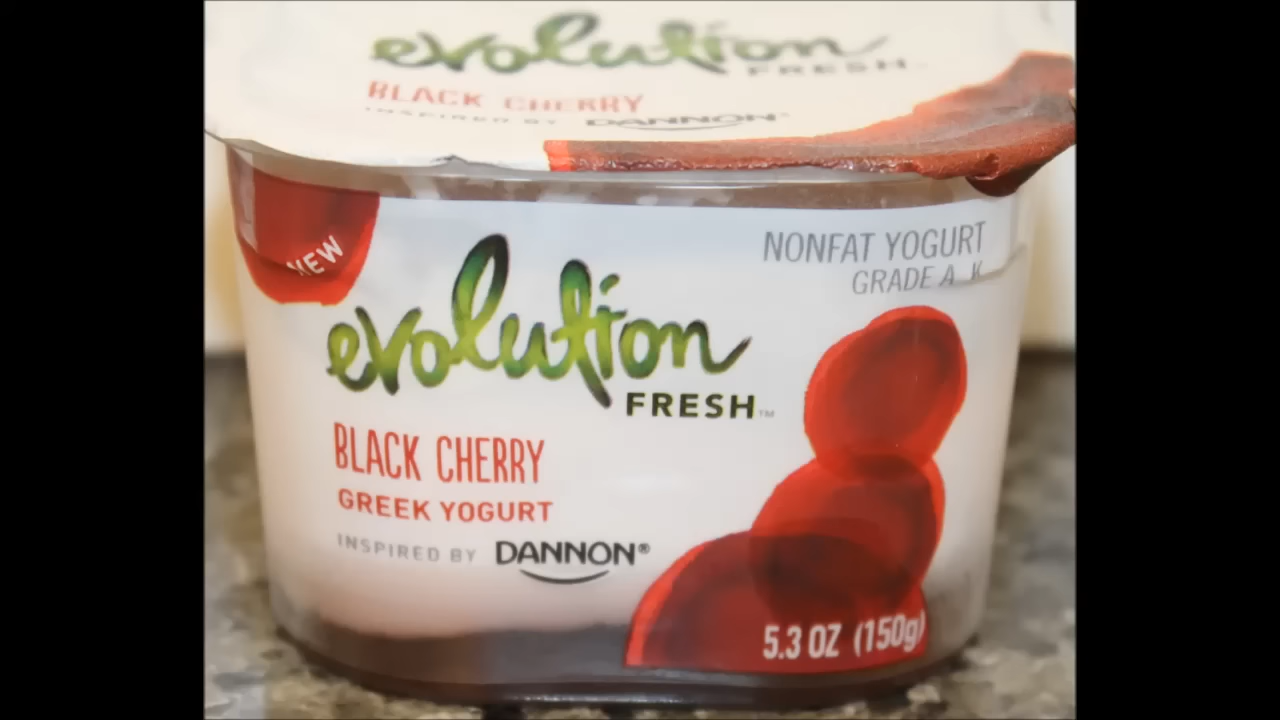 evolution
FRESH
BLACK CHERRY
INSPIRED BY DANNON
NEW
NONFAT YOGURT
GRADE A K
evolution
FRESH™
BLACK CHERRY
GREEK YOGURT
INSPIRED BY DANNON®
5.3 OZ (150g)